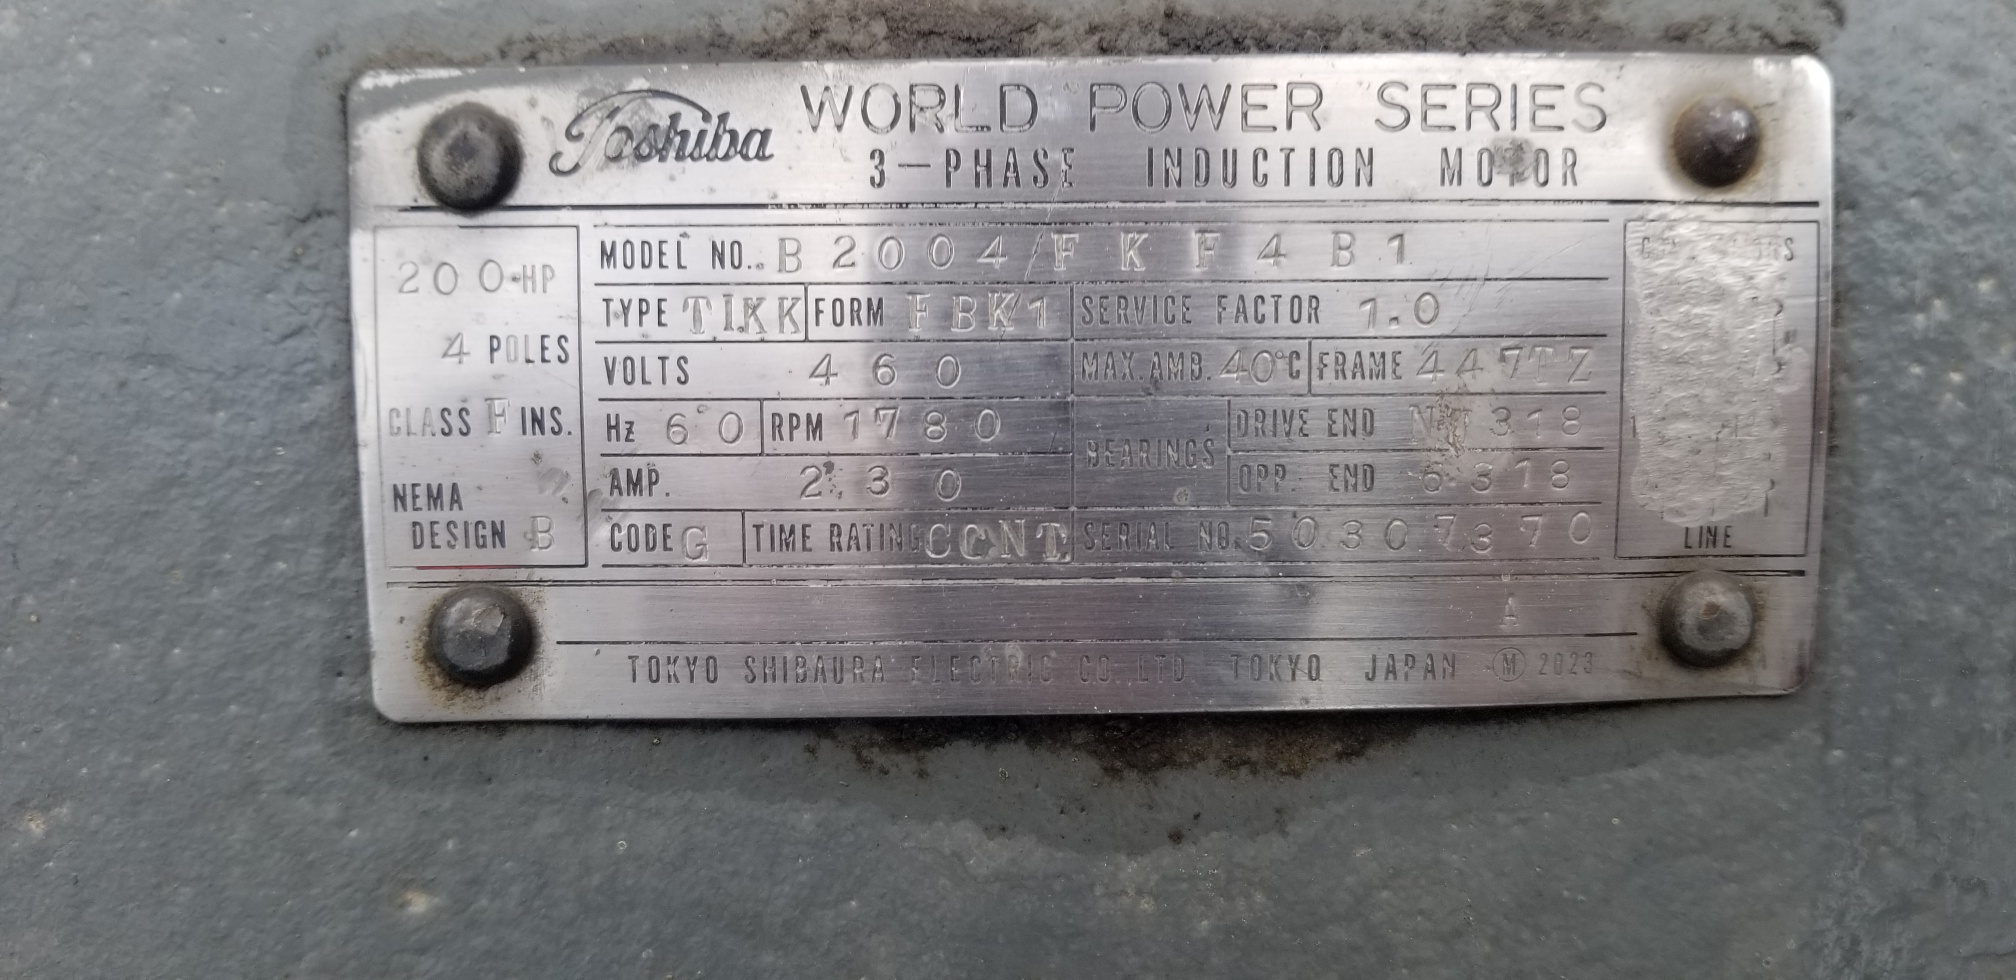 Toshiba WORLD POWER SERIES
3-PHASE INDUCTION MOTOR
200-HP
4 POLES
CLASS F INS.
NEMA
DESIGN B
MODEL NO. B2004/FKF4B1
TYPE TIKK FORM FBK1 SERVICE FACTOR 1.0
VOLTS 460 MAX. AMB. 40°C FRAME 447TZ
Hz 60 RPM 1780 BEARINGS DRIVE END
AMP. 230 OPP. END 6318
CODE G TIME RATING CONT SERIAL NO. 50307370
LINE
A
TOKYO SHIBAURA ELECTRIC CO. LTD. TOKYO JAPAN Ⓜ 2023